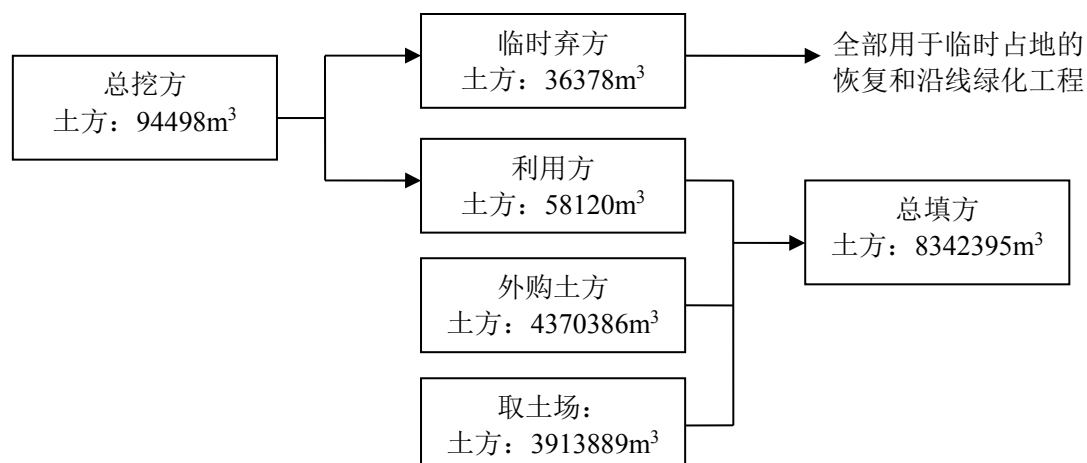 总挖方
土方：94498m³
临时弃方
土方：36378m³
全部用于临时占地的
恢复和沿线绿化工程
利用方
土方：58120m³
总填方
土方：8342395m³
外购土方
土方：4370386m³
取土场：
土方：3913889m³